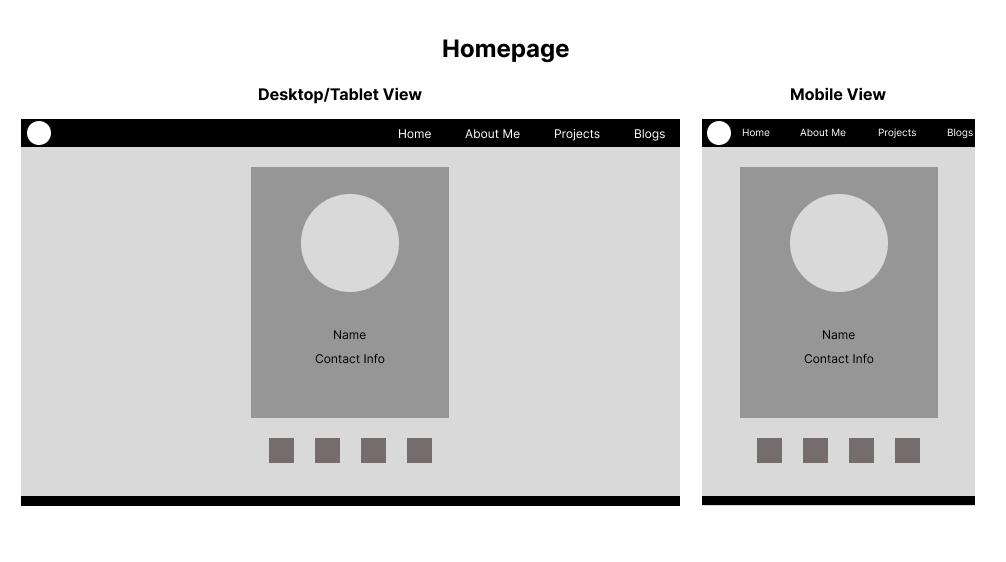 Homepage
Desktop/Tablet View
Home About Me Projects Blogs
Name
Contact Info
Mobile View
Home About Me Projects Blogs
Name
Contact Info